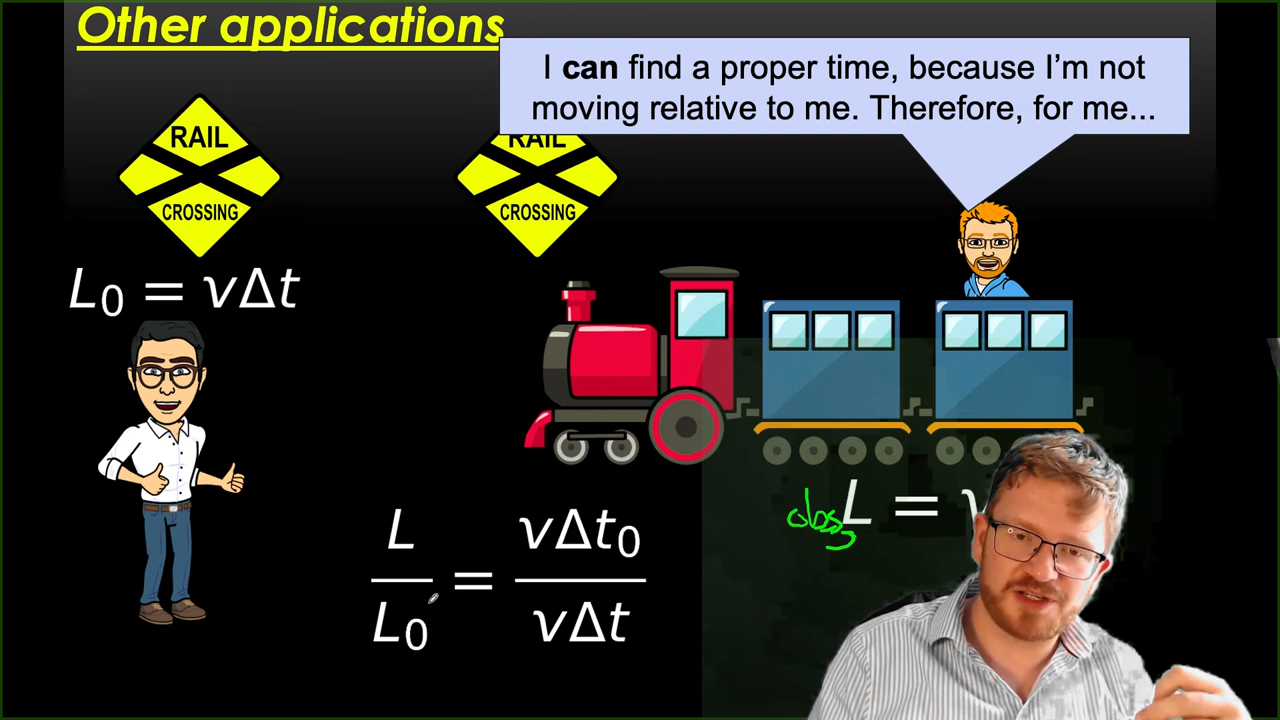 Other applications
I can find a proper time, because I'm not
moving relative to me. Therefore, for me...
RAIL
CROSSING
RAIL
CROSSING
L₀ = vΔt
L = v
L / L₀ = vΔt₀ / vΔt